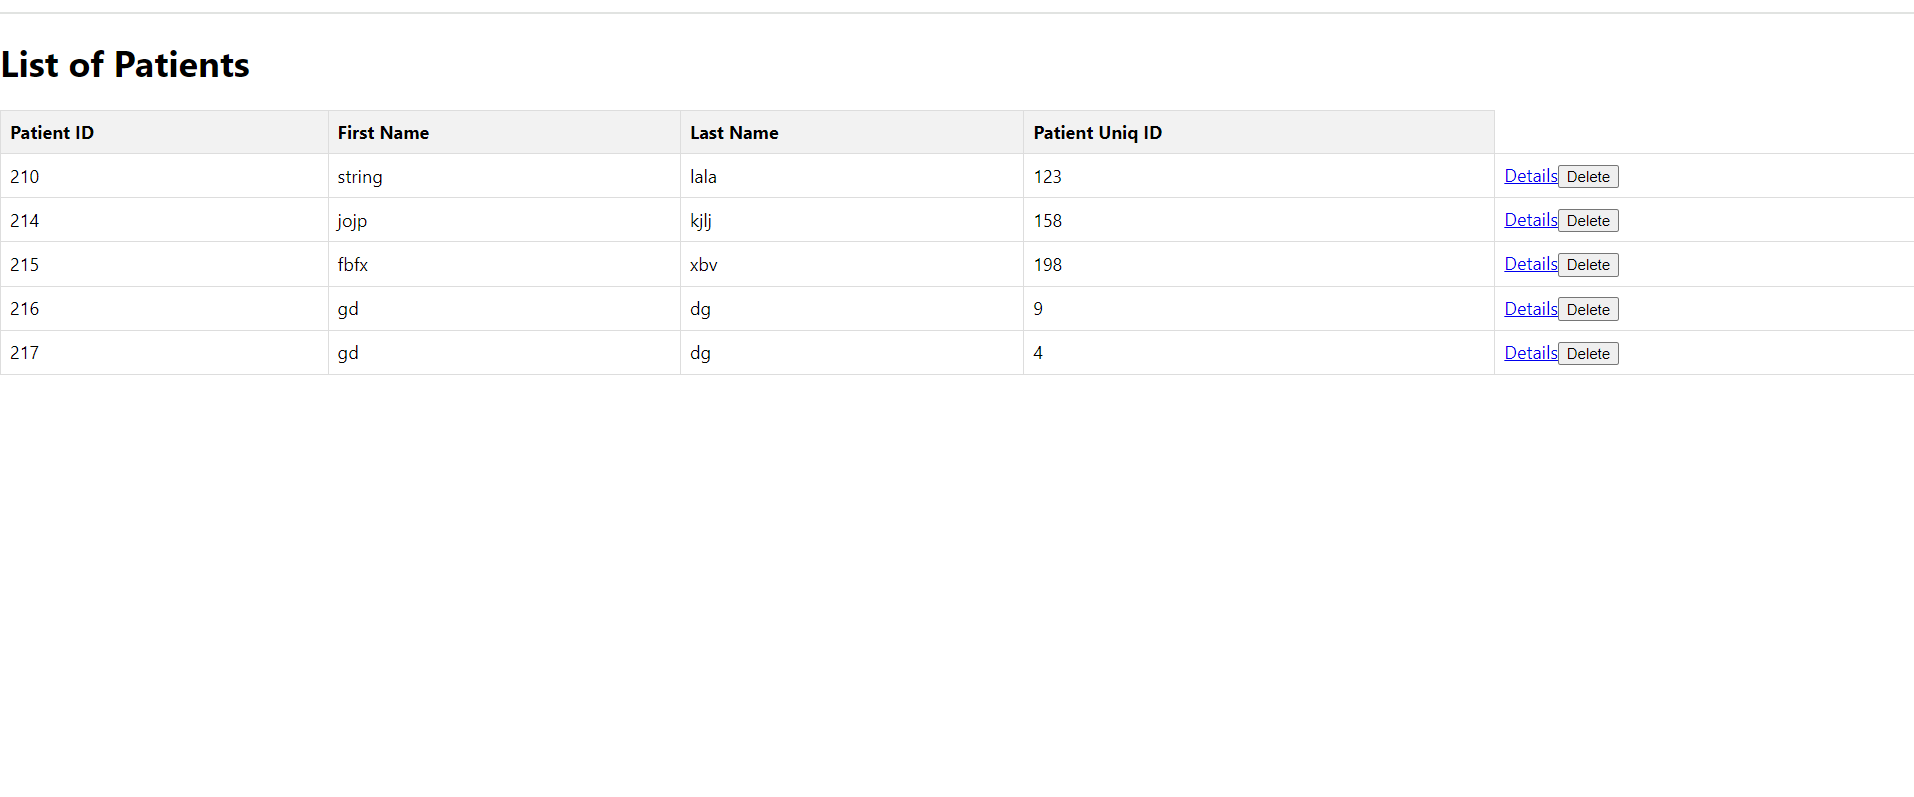 List of Patients
Patient ID First Name Last Name Patient Uniq ID
210 string lala 123 Details Delete
214 jojp kjlj 158 Details Delete
215 fbfx xbv 198 Details Delete
216 gd dg 9 Details Delete
217 gd dg 4 Details Delete